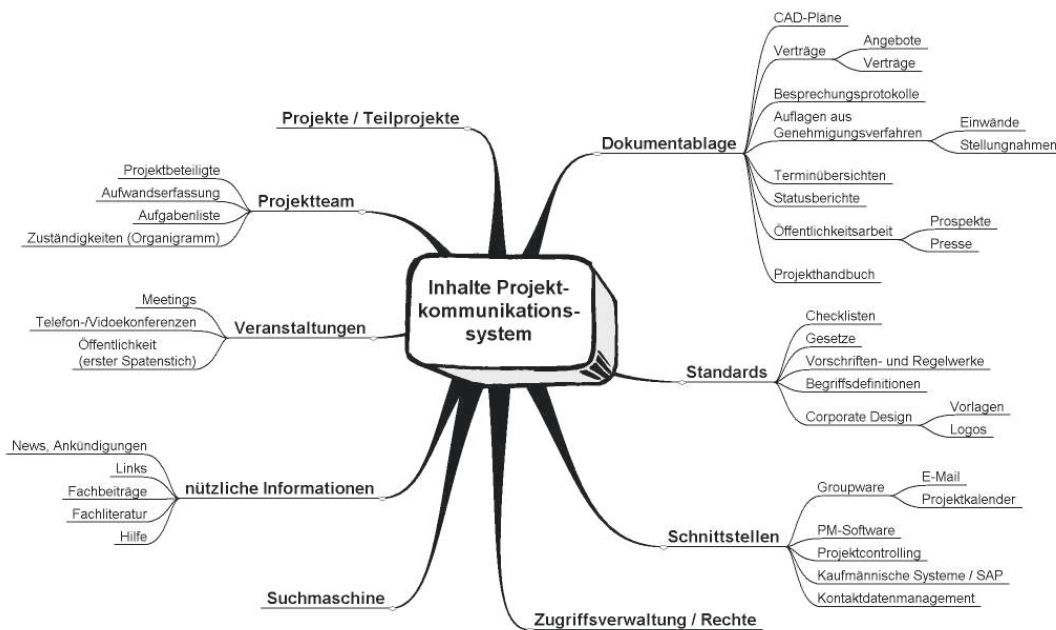 Inhalte Projekt-
kommunikations-
system
Projekte / Teilprojekte
Projektteam
Projektbeteiligte
Aufwandserfassung
Aufgabenliste
Zuständigkeiten (Organigramm)
Veranstaltungen
Meetings
Telefon-/Vidoekonferenzen
Öffentlichkeit
(erster Spatenstich)
nützliche Informationen
News, Ankündigungen
Links
Fachbeiträge
Fachliteratur
Hilfe
Suchmaschine
Dokumentablage
CAD-Pläne
Verträge
Angebote
Verträge
Besprechungsprotokolle
Auflagen aus
Genehmigungsverfahren
Einwände
Stellungnahmen
Terminübersichten
Statusberichte
Öffentlichkeitsarbeit
Prospekte
Presse
Projekthandbuch
Standards
Checklisten
Gesetze
Vorschriften- und Regelwerke
Begriffsdefinitionen
Corporate Design
Vorlagen
Logos
Schnittstellen
Groupware
E-Mail
Projektkalender
PM-Software
Projektcontrolling
Kaufmännische Systeme / SAP
Kontaktdatenmanagement
Zugriffsverwaltung / Rechte